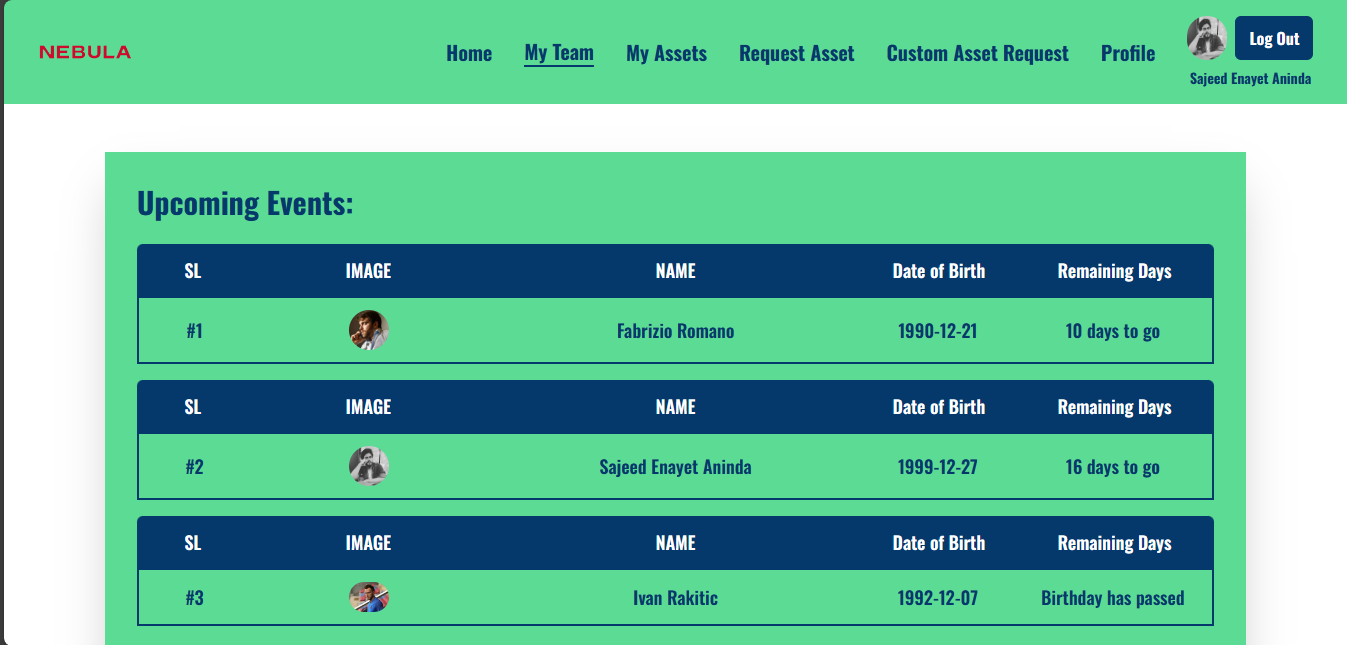 NEBULA
Home My Team My Assets Request Asset Custom Asset Request Profile
Log Out
Sajeed Enayet Aninda
Upcoming Events:
SL IMAGE NAME Date of Birth Remaining Days
#1 Fabrizio Romano 1990-12-21 10 days to go
SL IMAGE NAME Date of Birth Remaining Days
#2 Sajeed Enayet Aninda 1999-12-27 16 days to go
SL IMAGE NAME Date of Birth Remaining Days
#3 Ivan Rakitic 1992-12-07 Birthday has passed